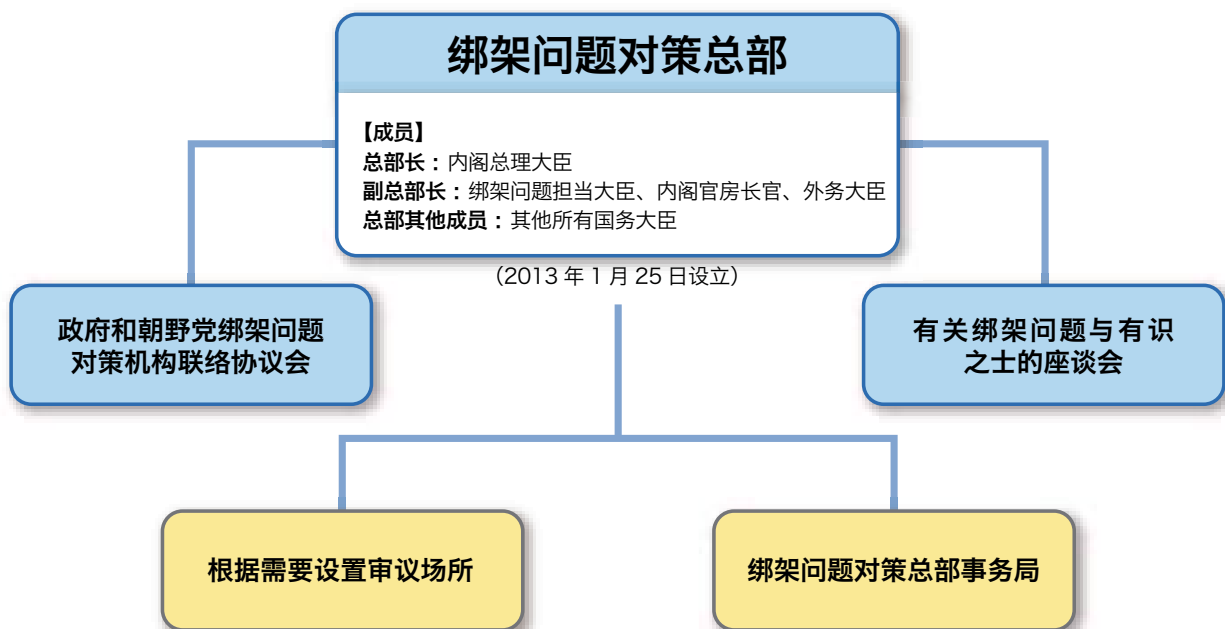 绑架问题对策总部
【成员】
总部长：内阁总理大臣
副总部长：绑架问题担当大臣、内阁官房长官、外务大臣
总部其他成员：其他所有国务大臣
（2013 年 1 月 25 日设立）
政府和朝野党绑架问题
对策机构联络协议会
有关绑架问题与有识
之士的座谈会
根据需要设置审议场所
绑架问题对策总部事务局